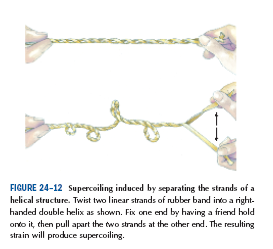 FIGURE 24–12 Supercoiling induced by separating the strands of a
helical structure. Twist two linear strands of rubber band into a right-
handed double helix as shown. Fix one end by having a friend hold
onto it, then pull apart the two strands at the other end. The resulting
strain will produce supercoiling.